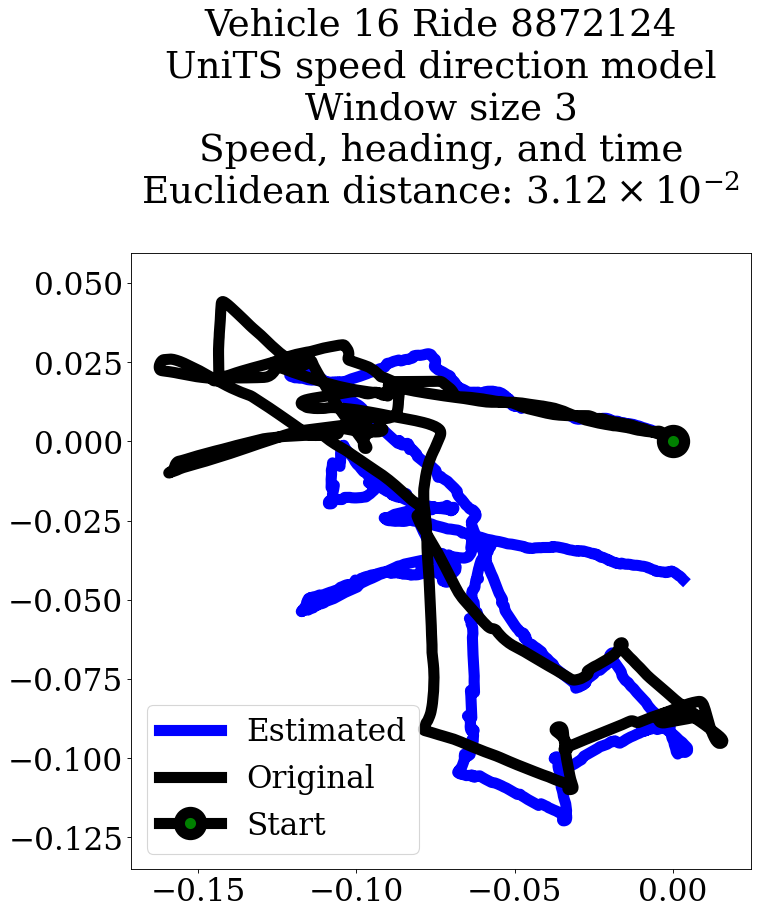 Vehicle 16 Ride 8872124
UniTS speed direction model
Window size 3
Speed, heading, and time
Euclidean distance: 3.12 × 10⁻²
0.050
0.025
0.000
−0.025
−0.050
−0.075
−0.100
−0.125
Estimated
Original
Start
−0.15 −0.10 −0.05 0.00